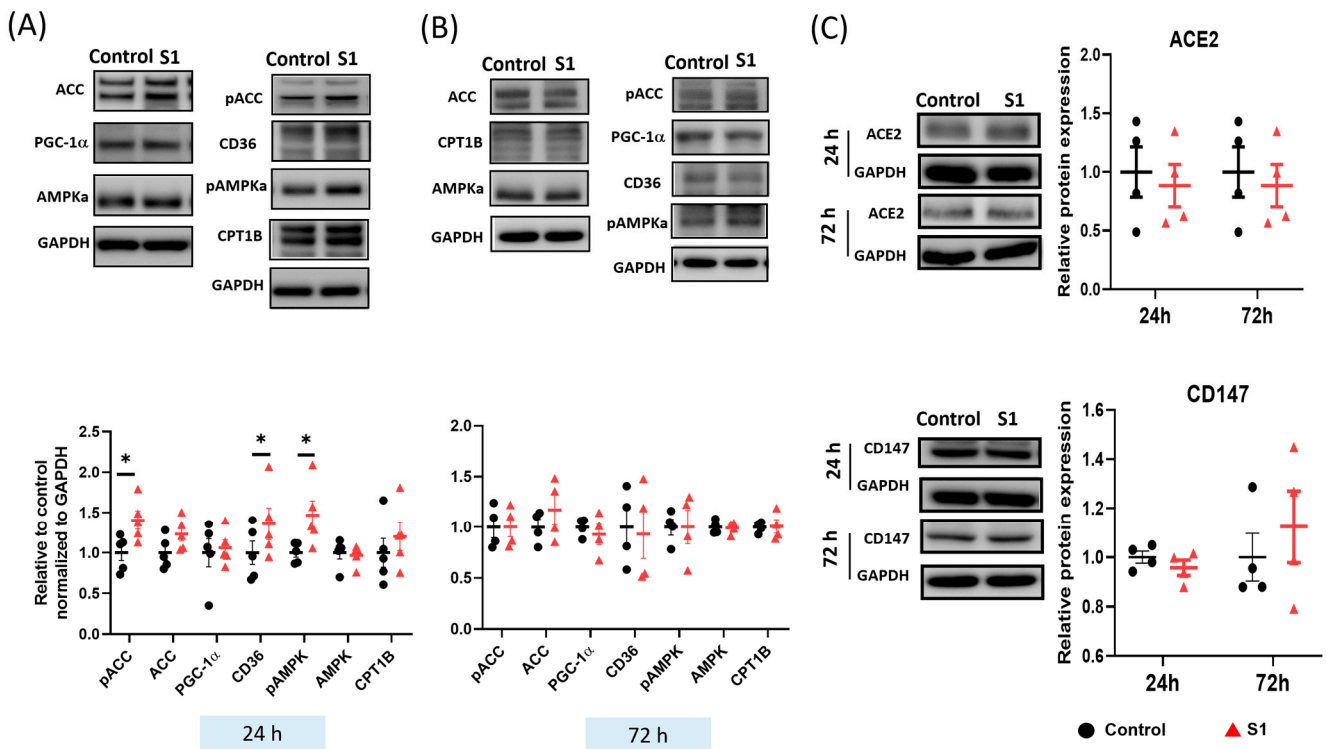 (A)
Control S1
ACC
PGC-1α
AMPKa
GAPDH
Control S1
pACC
CD36
pAMPKa
CPT1B
GAPDH
2.5
2.0
1.5
1.0
0.5
0.0
Relative to control
normalized to GAPDH
*
*
*
pACC
ACC
PGC-1α
CD36
pAMPK
AMPK
CPT1B
24 h
(B)
Control S1
ACC
CPT1B
AMPKa
GAPDH
Control S1
pACC
PGC-1α
CD36
pAMPKa
GAPDH
2.0
1.5
1.0
0.5
0.0
pACC
ACC
PGC-1α
CD36
pAMPK
AMPK
CPT1B
72 h
(C)
Control S1
24 h
ACE2
GAPDH
72 h
ACE2
GAPDH
ACE2
Relative protein expression
2.0
1.5
1.0
0.5
0.0
24h
72h
Control S1
24 h
CD147
GAPDH
72 h
CD147
GAPDH
CD147
Relative protein expression
1.6
1.4
1.2
1.0
0.8
0.6
24h
72h
Control
S1